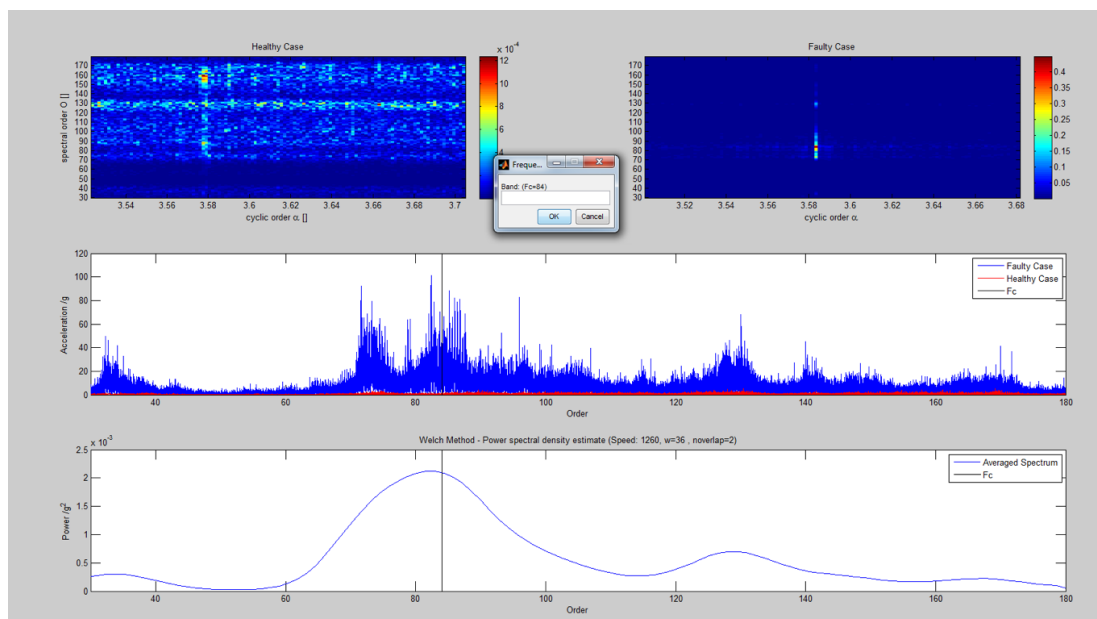 Healthy Case
x 10-4
12
10
8
6
4
170
160
150
140
130
120
110
100
90
80
70
60
50
40
30
spectral order O []
3.54 3.56 3.58 3.6 3.62 3.64 3.66 3.68 3.7
cyclic order α []
Faulty Case
170
160
150
140
130
120
110
100
90
80
70
60
50
40
30
3.52 3.54 3.56 3.58 3.6 3.62 3.64 3.66 3.68
cyclic order α
0.4
0.35
0.3
0.25
0.2
0.15
0.1
0.05
Freque...
Band: (Fc=84)
OK Cancel
120
100
80
60
40
20
0
Acceleration /g
40 60 80 100 120 140 160 180
Order
Faulty Case
Healthy Case
Fc
Welch Method - Power spectral density estimate (Speed: 1260, w=36 , noverlap=2)
x 10-3
2.5
2
1.5
1
0.5
0
Power /g2
40 60 80 100 120 140 160 180
Order
Averaged Spectrum
Fc